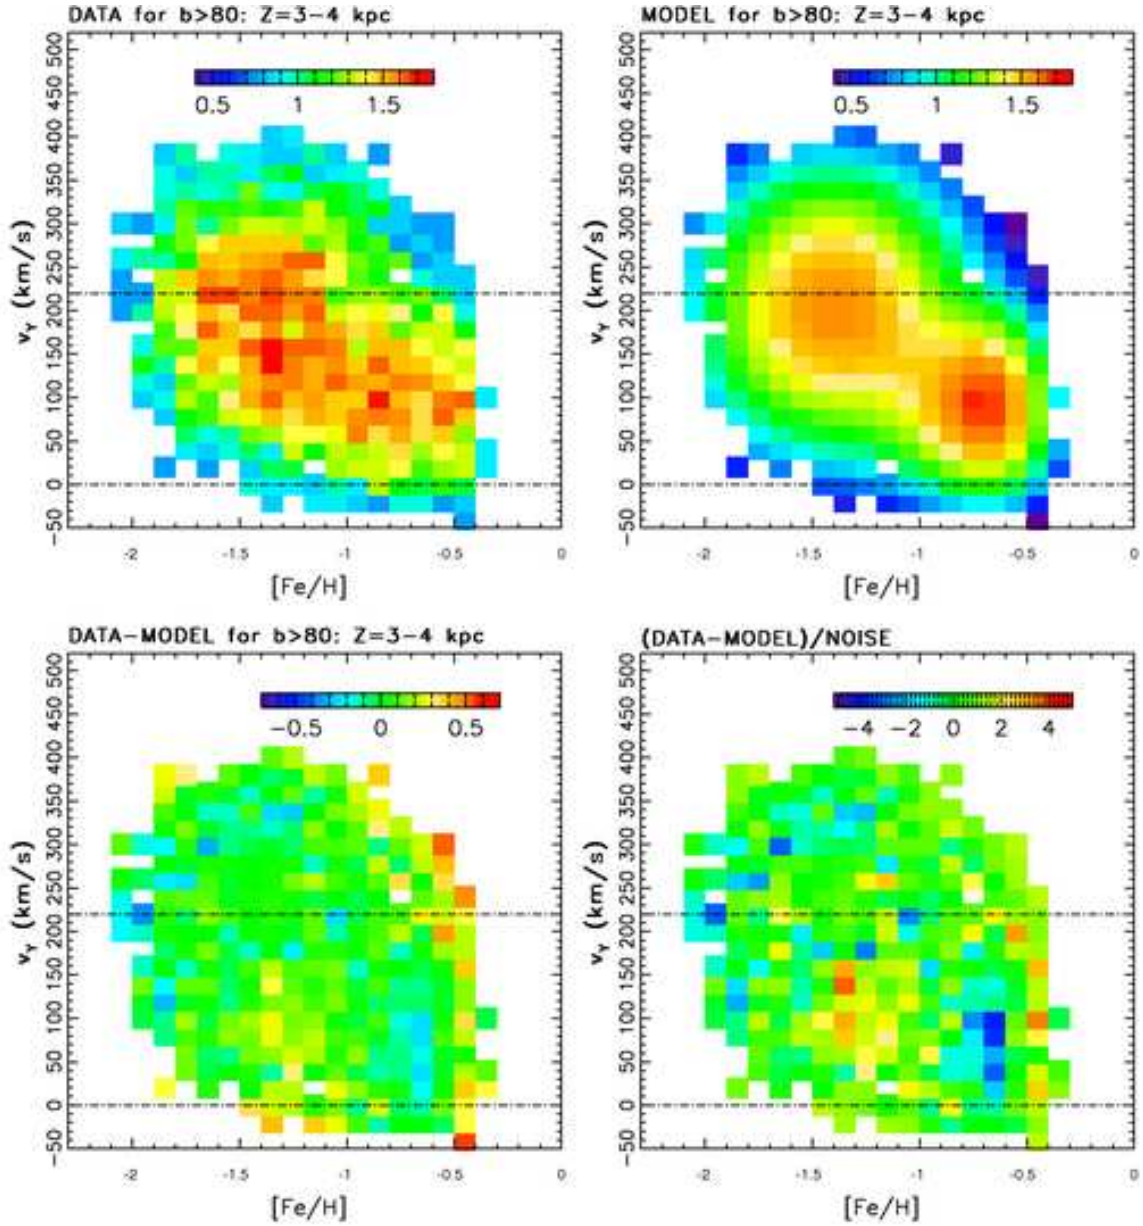 DATA for b>80: Z=3-4 kpc
MODEL for b>80: Z=3-4 kpc
500
450
400
350
300
250
200
150
100
50
0
-50
v_Y (km/s)
0.5 1 1.5
-2 -1.5 -1 -0.5 0
[Fe/H]
500
450
400
350
300
250
200
150
100
50
0
-50
v_Y (km/s)
0.5 1 1.5
-2 -1.5 -1 -0.5 0
[Fe/H]
DATA-MODEL for b>80: Z=3-4 kpc
(DATA-MODEL)/NOISE
500
450
400
350
300
250
200
150
100
50
0
-50
v_Y (km/s)
-0.5 0 0.5
-2 -1.5 -1 -0.5 0
[Fe/H]
500
450
400
350
300
250
200
150
100
50
0
-50
v_Y (km/s)
-4 -2 0 2 4
-2 -1.5 -1 -0.5 0
[Fe/H]